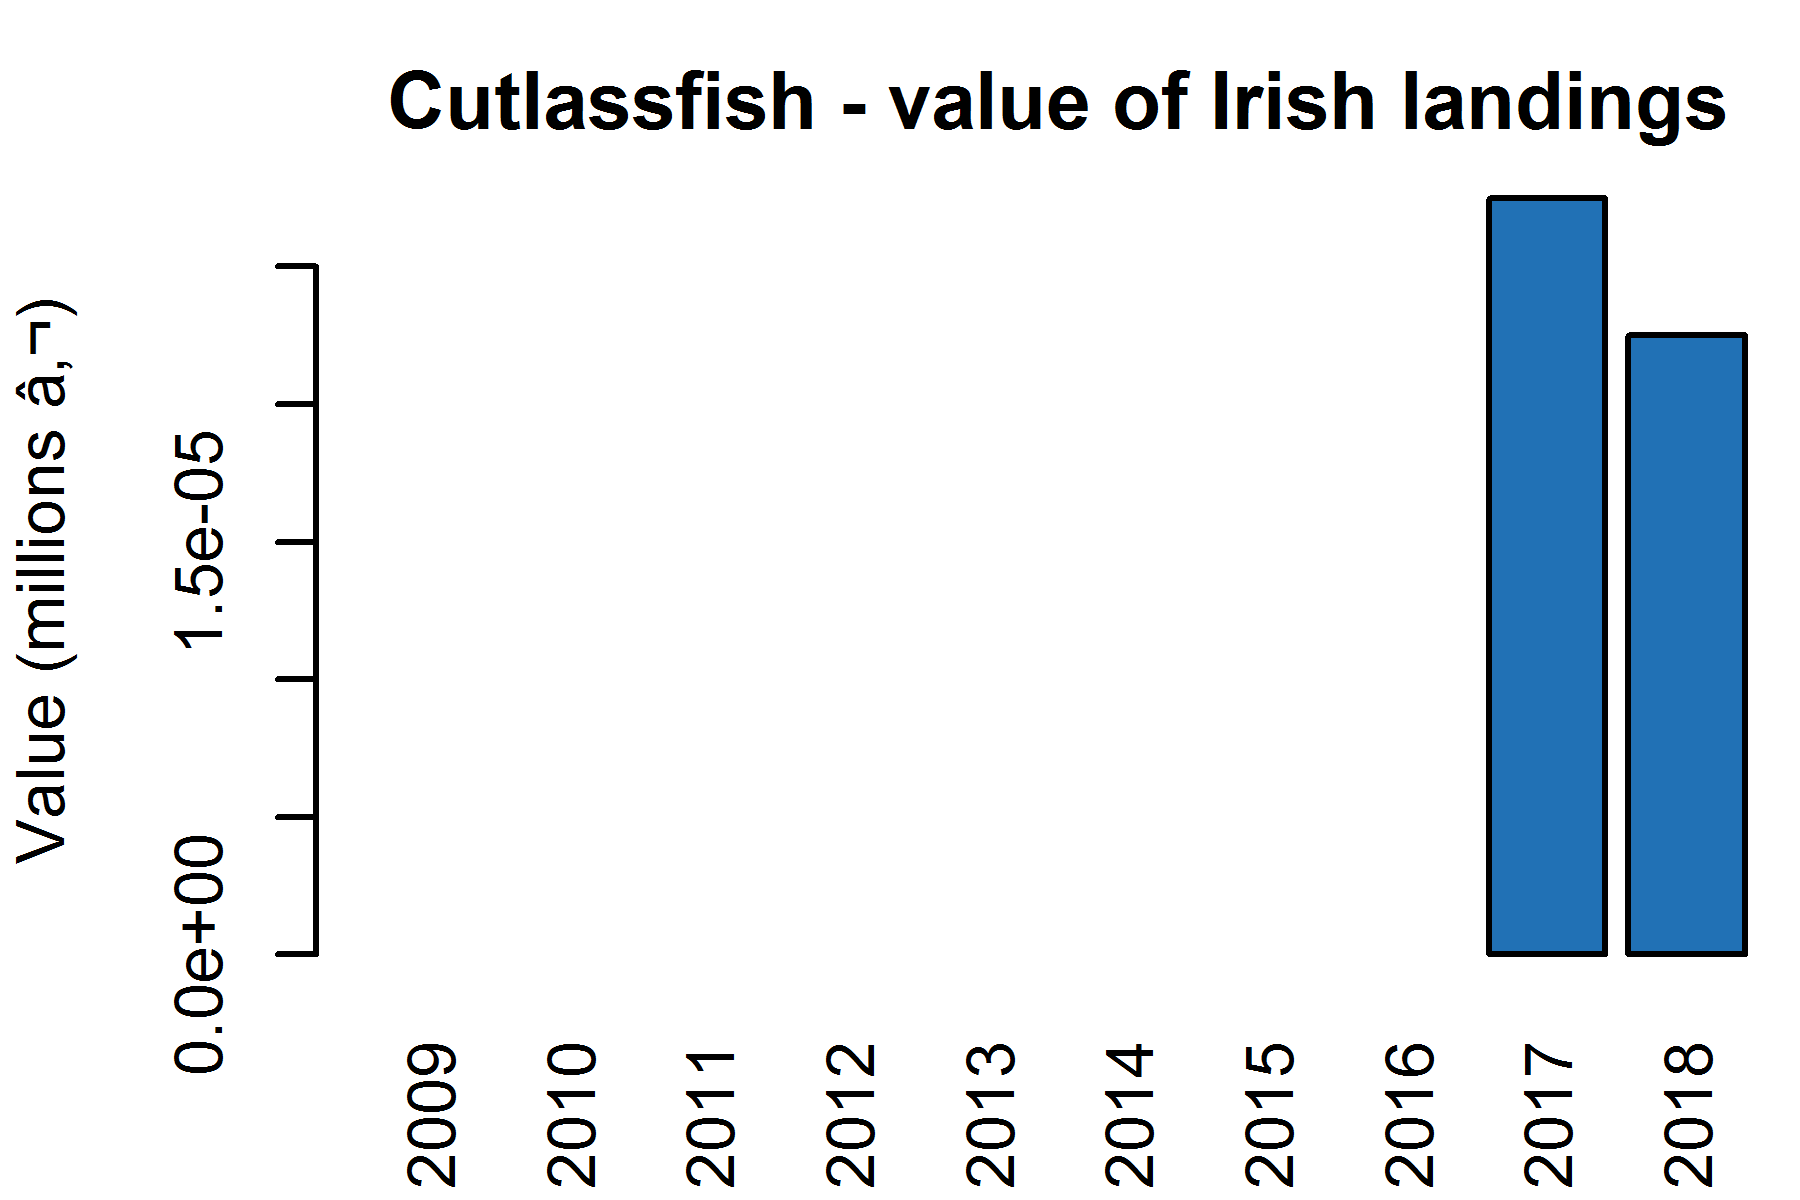 Cutlassfish - value of Irish landings
Value (millions â‚¬)
1.5e-05
0.0e+00
2009
2010
2011
2012
2013
2014
2015
2016
2017
2018